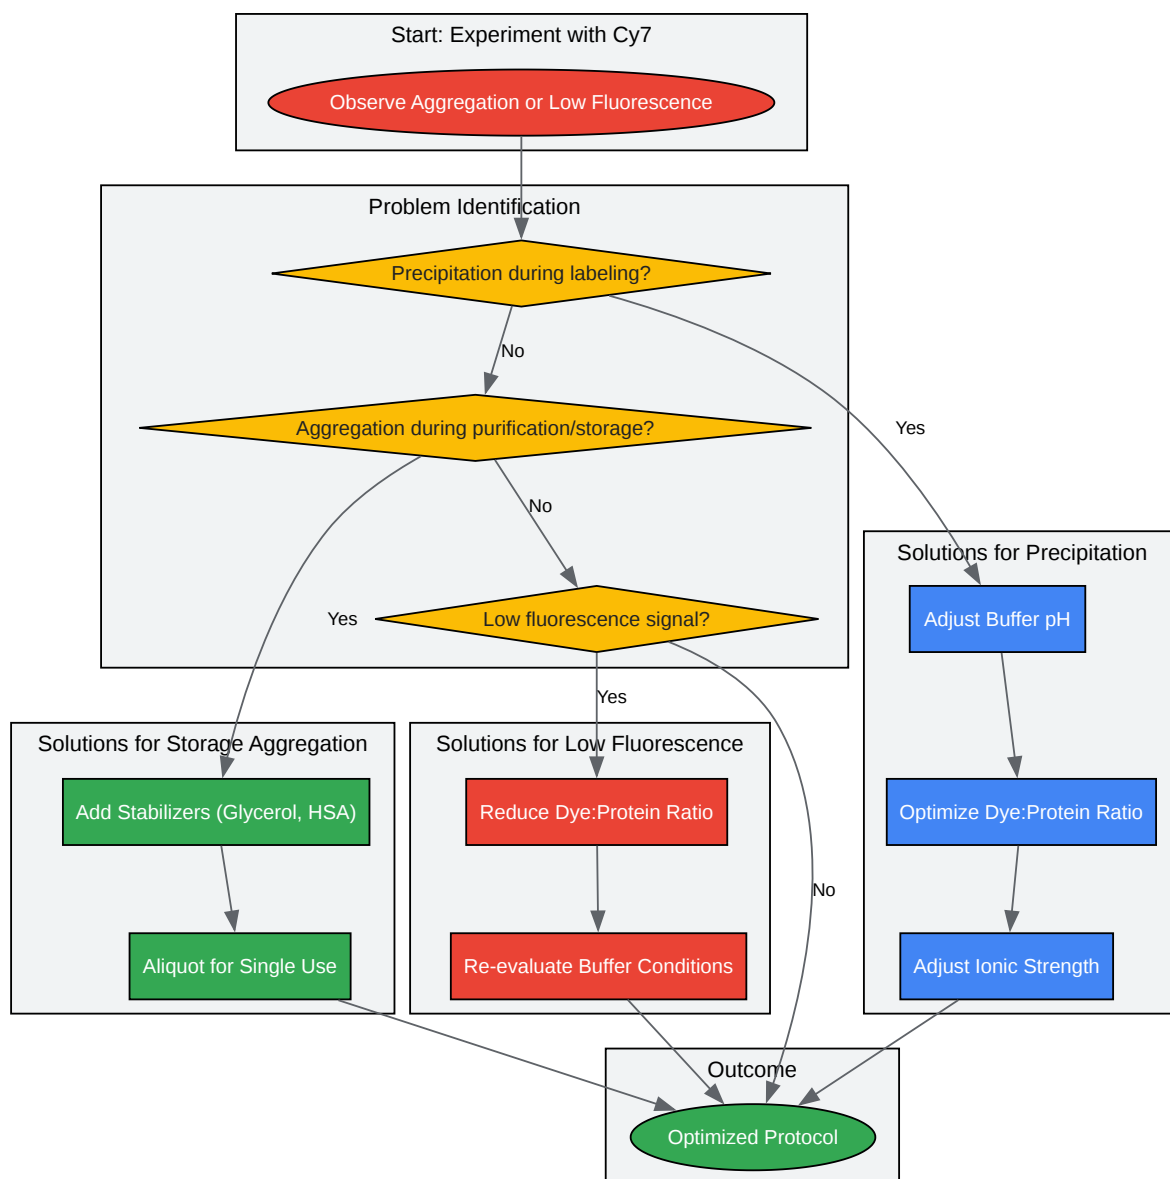 Start: Experiment with Cy7
Observe Aggregation or Low Fluorescence
Problem Identification
Precipitation during labeling?
No
Yes
Aggregation during purification/storage?
No
Yes
Low fluorescence signal?
Yes
No
Solutions for Precipitation
Adjust Buffer pH
Optimize Dye:Protein Ratio
Adjust Ionic Strength
Solutions for Storage Aggregation
Add Stabilizers (Glycerol, HSA)
Aliquot for Single Use
Solutions for Low Fluorescence
Reduce Dye:Protein Ratio
Re-evaluate Buffer Conditions
Outcome
Optimized Protocol